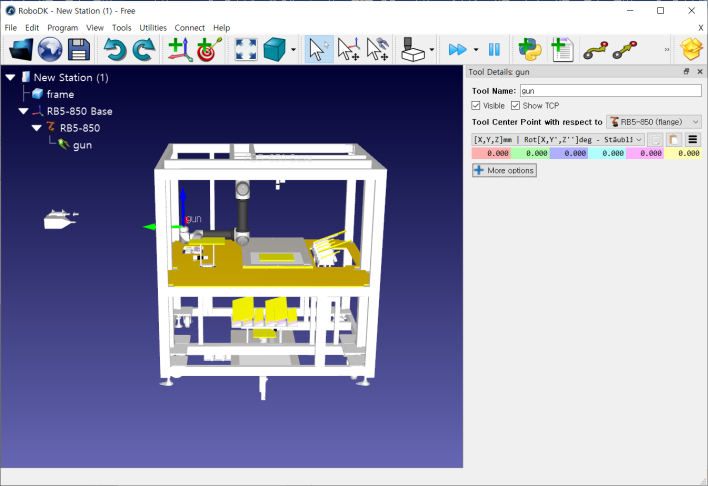 RoboDK - New Station (1) - Free
File Edit Program View Tools Utilities Connect Help X
Tool Details: gun
New Station (1)
frame
RB5-850 Base
RB5-850
gun
Tool Name: gun
Visible Show TCP
Tool Center Point with respect to RB5-850 (flange)
[X,Y,Z]mm | Rot[X,Y',Z'']deg - Stäubli
0.000 0.000 0.000 0.000 0.000 0.000
More options
gun